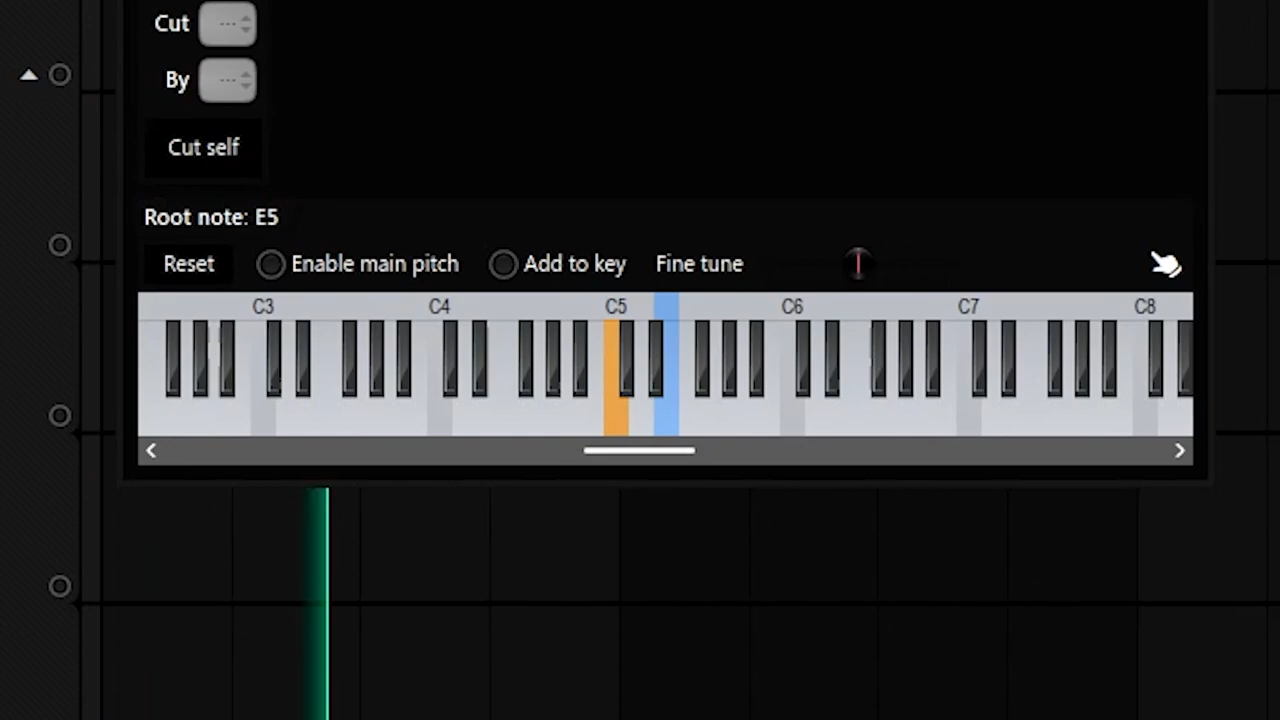 Cut ---
By ---
Cut self
Root note: E5
Reset Enable main pitch Add to key Fine tune
C3 C4 C5 C6 C7 C8